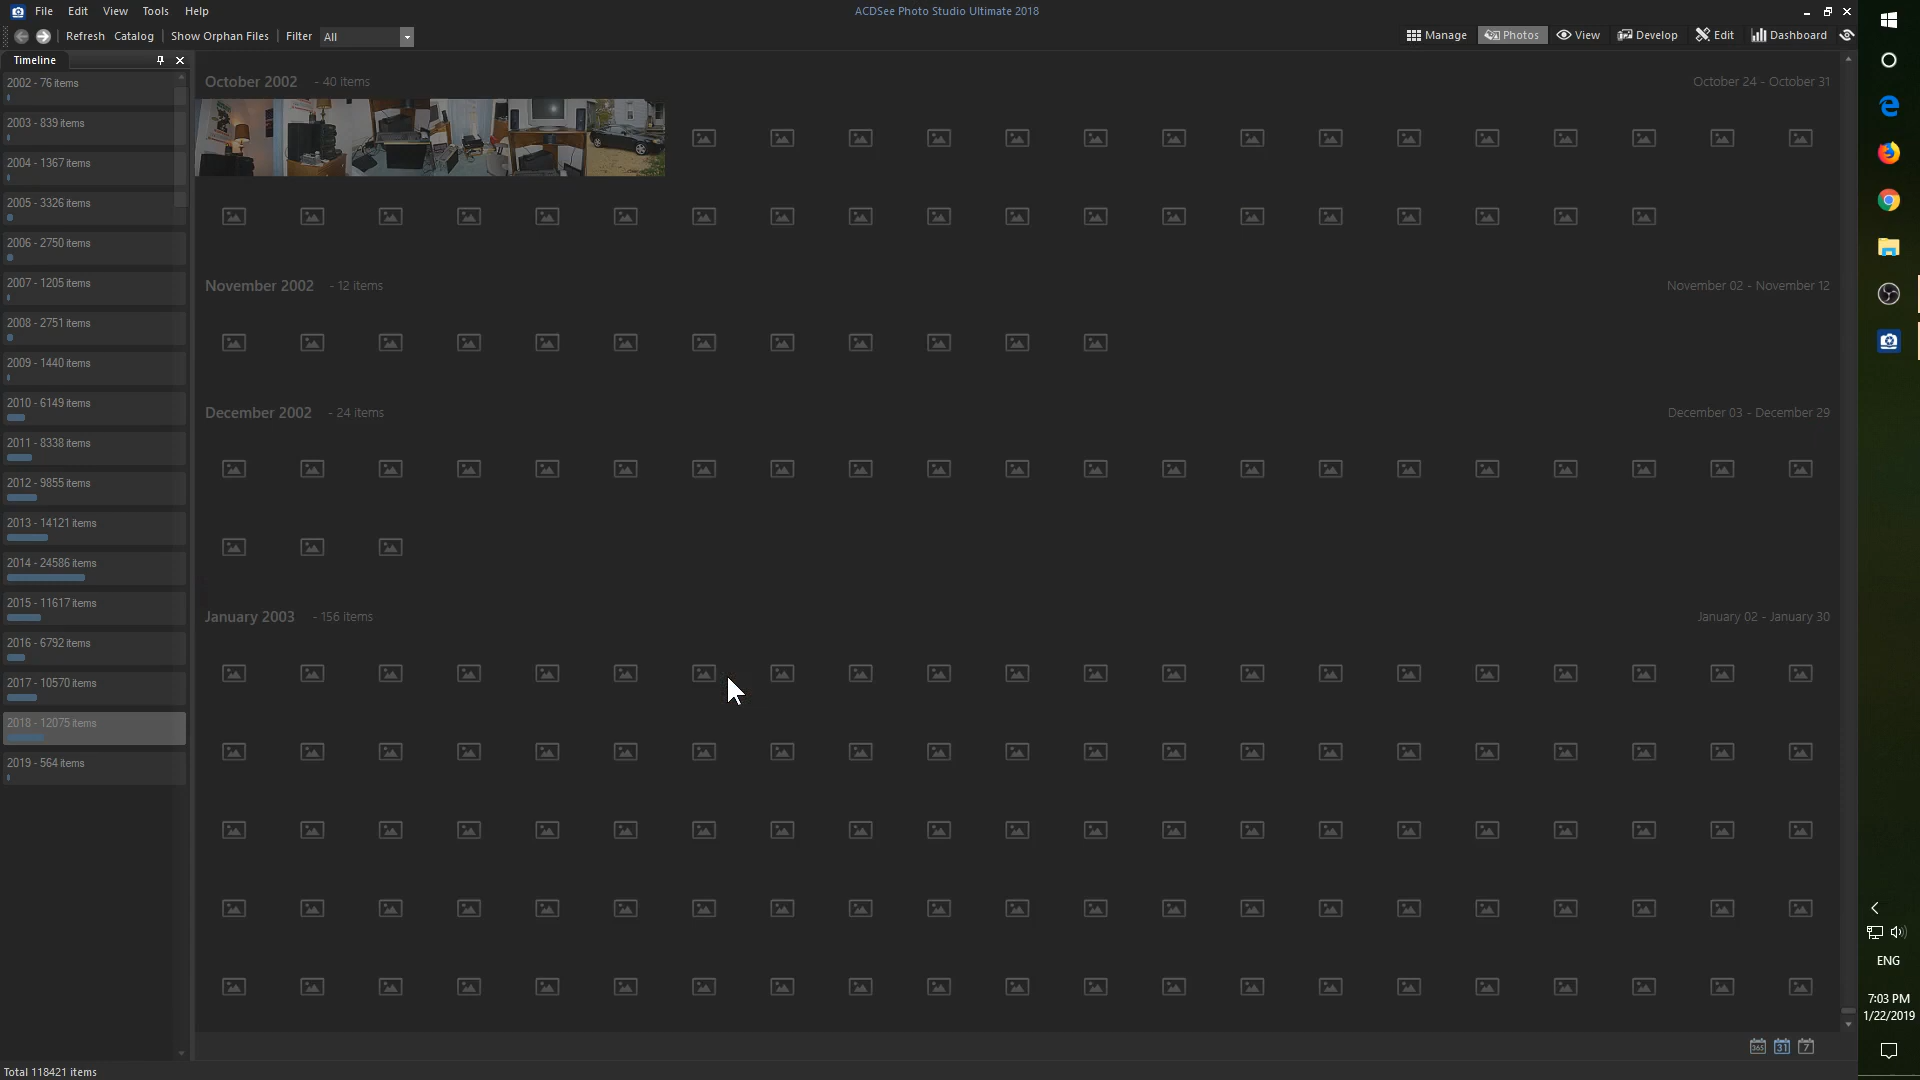 File Edit View Tools Help
ACDSee Photo Studio Ultimate 2018
Refresh Catalog Show Orphan Files Filter All
Manage Photos View Develop Edit Dashboard
Timeline
2002 - 76 items
2003 - 839 items
2004 - 1367 items
2005 - 3326 items
2006 - 2750 items
2007 - 1205 items
2008 - 2751 items
2009 - 1440 items
2010 - 6149 items
2011 - 8338 items
2012 - 9855 items
2013 - 14121 items
2014 - 24586 items
2015 - 11617 items
2016 - 6792 items
2017 - 10570 items
2018 - 12075 items
2019 - 564 items
October 2002 - 40 items
October 24 - October 31
November 2002 - 12 items
November 02 - November 12
December 2002 - 24 items
December 03 - December 29
January 2003 - 156 items
January 02 - January 30
365 31 7
Total 118421 items
ENG
7:03 PM
1/22/2019